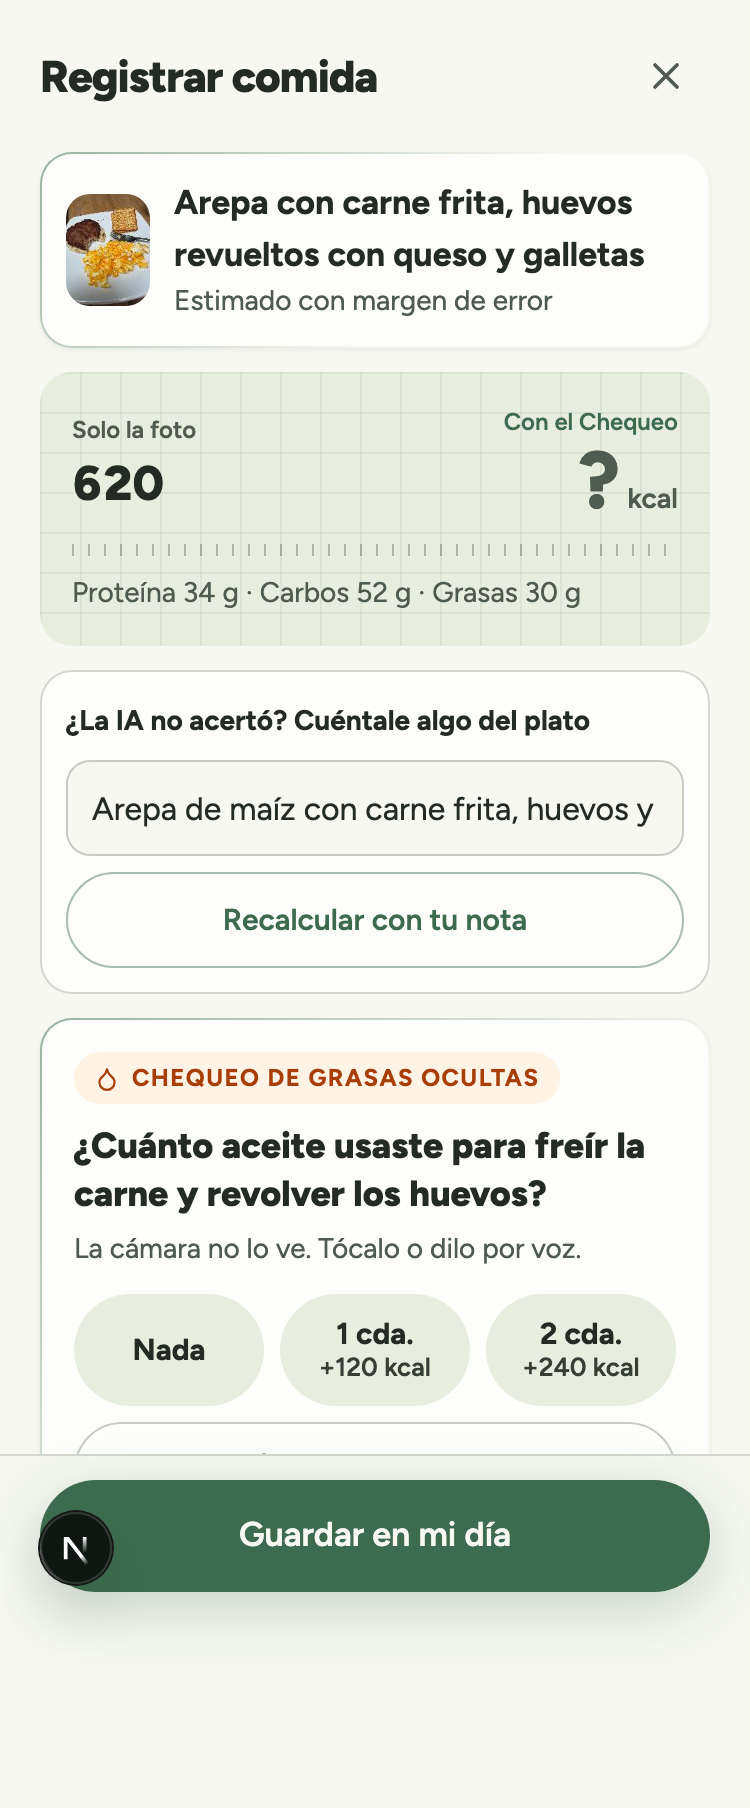 Registrar comida
Arepa con carne frita, huevos
revueltos con queso y galletas
Estimado con margen de error
Solo la foto
Con el Chequeo
620
? kcal
Proteína 34 g · Carbos 52 g · Grasas 30 g
¿La IA no acertó? Cuéntale algo del plato
Arepa de maíz con carne frita, huevos y
Recalcular con tu nota
CHEQUEO DE GRASAS OCULTAS
¿Cuánto aceite usaste para freír la
carne y revolver los huevos?
La cámara no lo ve. Tócalo o dilo por voz.
Nada
1 cda.
+120 kcal
2 cda.
+240 kcal
Guardar en mi día
N